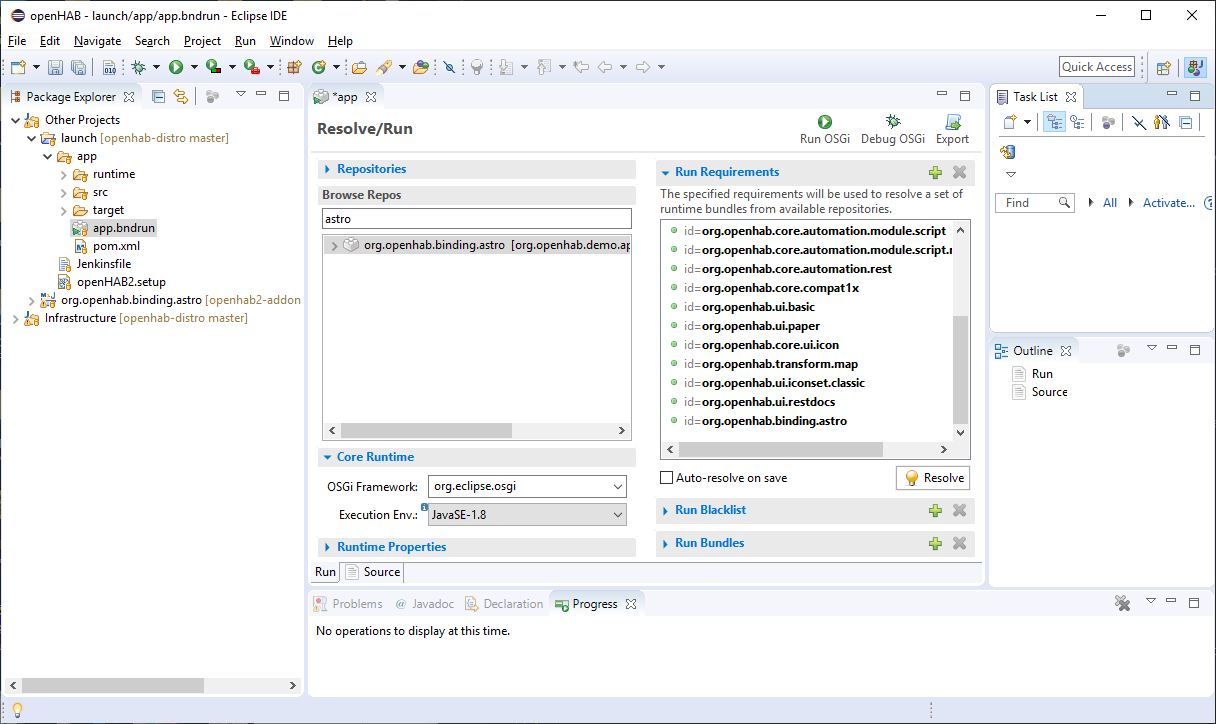 openHAB - launch/app/app.bndrun - Eclipse IDE
File Edit Navigate Search Project Run Window Help
010
Quick Access
Package Explorer
Other Projects
launch [openhab-distro master]
app
runtime
src
target
app.bndrun
pom.xml
Jenkinsfile
openHAB2.setup
org.openhab.binding.astro [openhab2-addon
Infrastructure [openhab-distro master]
*app
Resolve/Run
Run OSGi
Debug OSGi
Export
Repositories
Browse Repos
astro
org.openhab.binding.astro [org.openhab.demo.ap
Core Runtime
OSGi Framework: org.eclipse.osgi
Execution Env.: JavaSE-1.8
Runtime Properties
Run Requirements
The specified requirements will be used to resolve a set of
runtime bundles from available repositories.
id=org.openhab.core.automation.module.script
id=org.openhab.core.automation.module.script.r
id=org.openhab.core.automation.rest
id=org.openhab.core.compat1x
id=org.openhab.ui.basic
id=org.openhab.ui.paper
id=org.openhab.core.ui.icon
id=org.openhab.transform.map
id=org.openhab.ui.iconset.classic
id=org.openhab.ui.restdocs
id=org.openhab.binding.astro
Auto-resolve on save
Resolve
Run Blacklist
Run Bundles
Run
Source
Problems
@ Javadoc
Declaration
Progress
No operations to display at this time.
Task List
Find
All
Activate...
?
Outline
Run
Source